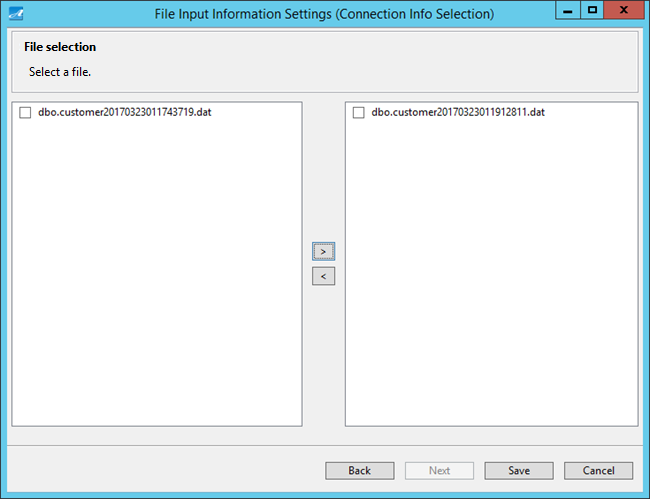 File Input Information Settings (Connection Info Selection)
File selection
Select a file.
dbo.customer20170323011743719.dat
dbo.customer20170323011912811.dat
>
<
Back
Next
Save
Cancel